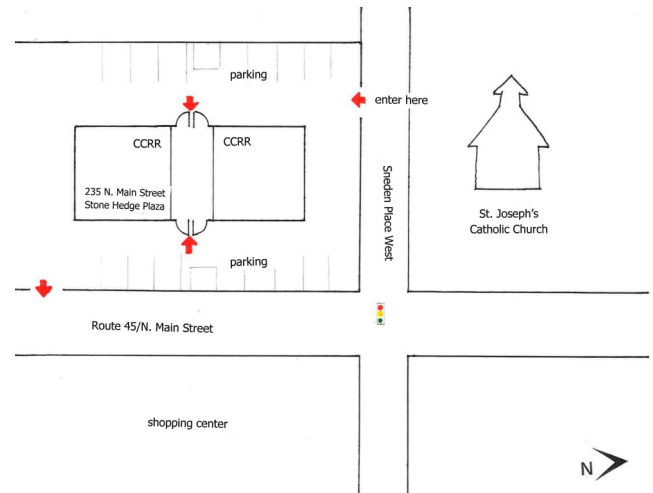 parking
enter here
CCRR
CCRR
235 N. Main Street
Stone Hedge Plaza
Sneden Place West
St. Joseph's
Catholic Church
parking
Route 45/N. Main Street
shopping center
N